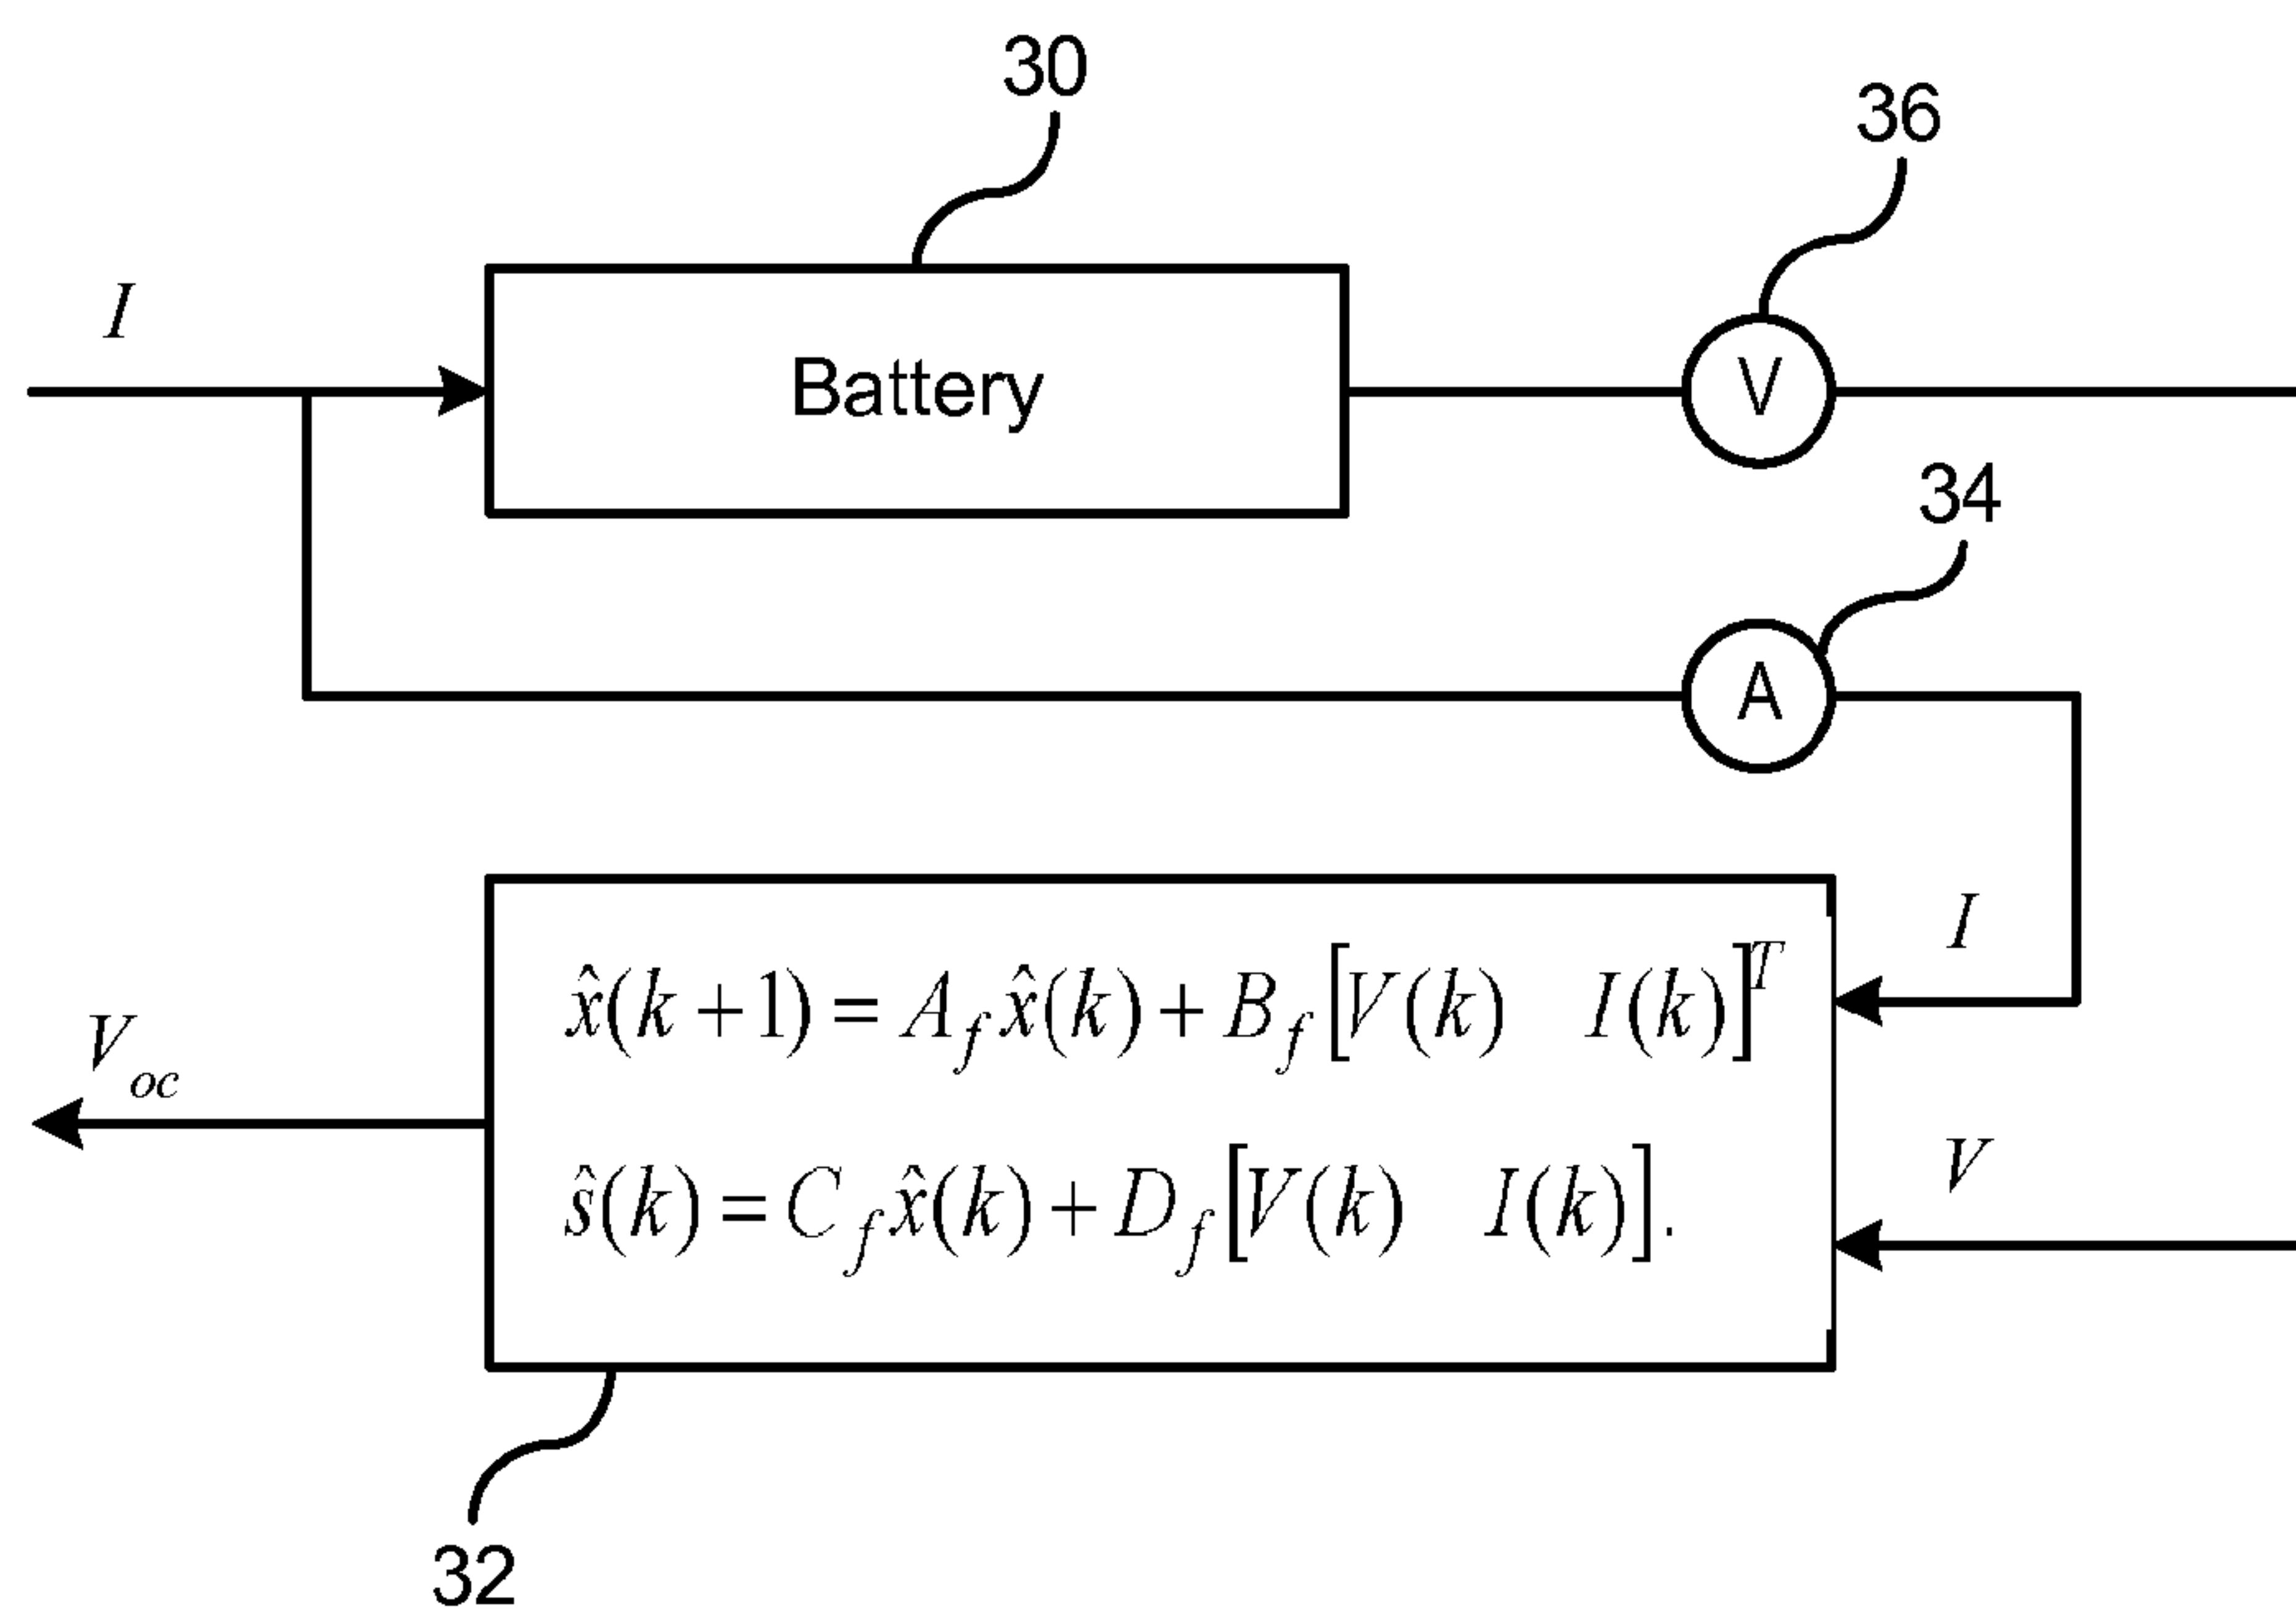 30
36
I
Battery
V
34
A
I
x̂(k+1) = A_f x̂(k) + B_f [V(k) I(k)]^T
V_oc
V
ŝ(k) = C_f x̂(k) + D_f [V(k) I(k)].
32